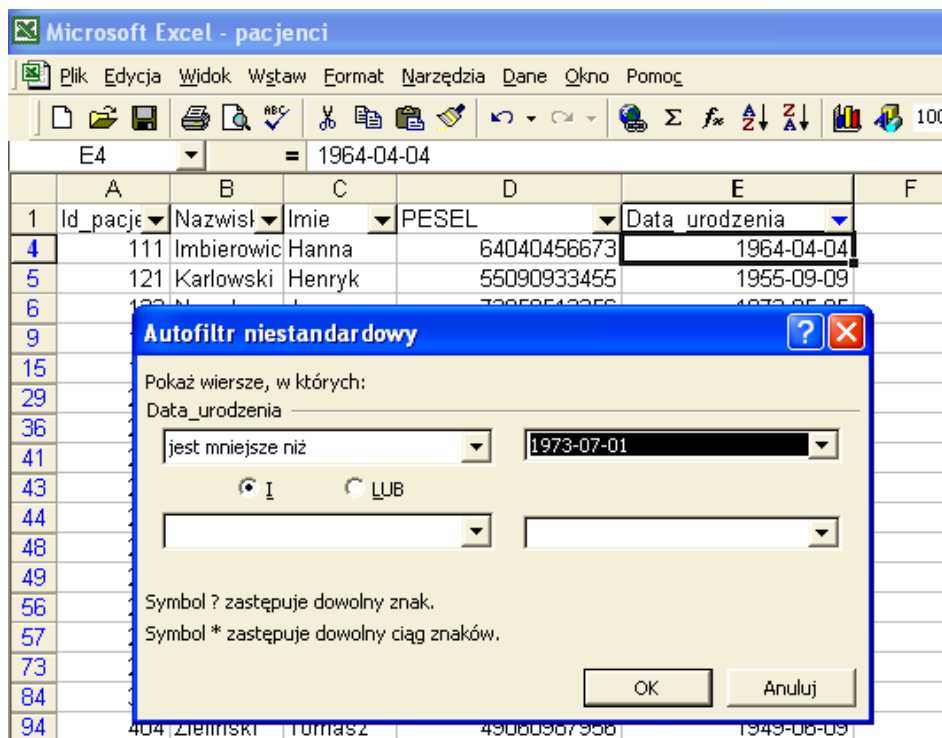 Microsoft Excel - pacjenci
Plik Edycja Widok Wstaw Format Narzędzia Dane Okno Pomoc
ABC Σ fx A Z Z A 100
E4 = 1964-04-04
A B C D E F
1 Id_pacje Nazwisk Imie PESEL Data_urodzenia
4 111 Imbierowic Hanna 64040456673 1964-04-04
5 121 Karlowski Henryk 55090933455 1955-09-09
6
9
15
29
36
41
43
44
48
49
56
57
73
84
94 404 Zieliński Tomasz 49060987956 1949-06-09
Autofiltr niestandardowy
Pokaż wiersze, w których:
Data_urodzenia
jest mniejsze niż 1973-07-01
I LUB
Symbol ? zastępuje dowolny znak.
Symbol * zastępuje dowolny ciąg znaków.
OK Anuluj